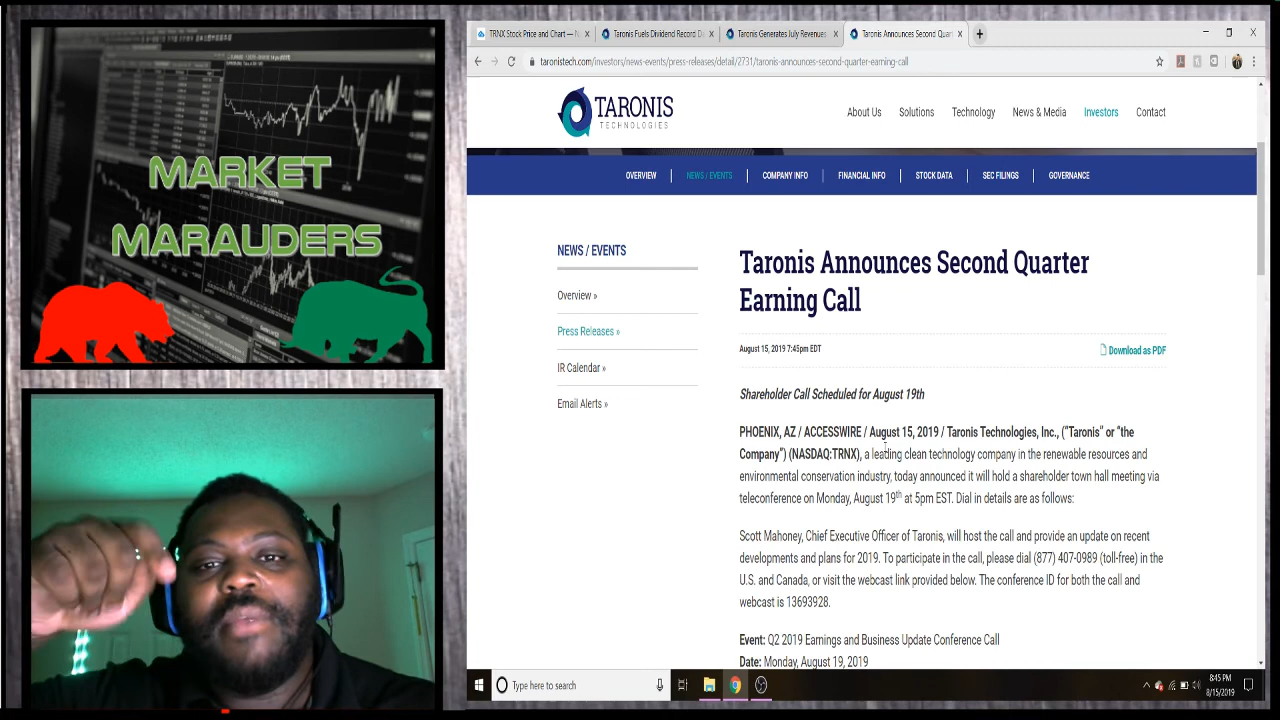 MARKET
MARAUDERS
TRNX Stock Price and Chart — N
Taronis Fuels Dividend Record D
Taronis Generates July Revenues
Taronis Announces Second Quar
taronistech.com/investors/news-events/press-releases/detail/2731/taronis-announces-second-quarter-earning-call
TARONIS
TECHNOLOGIES
About Us Solutions Technology News & Media Investors Contact
OVERVIEW NEWS / EVENTS COMPANY INFO FINANCIAL INFO STOCK DATA SEC FILINGS GOVERNANCE
NEWS / EVENTS
Overview »
Press Releases »
IR Calendar »
Email Alerts »
Taronis Announces Second Quarter
Earning Call
August 15, 2019 7:45pm EDT
Download as PDF
Shareholder Call Scheduled for August 19th
PHOENIX, AZ / ACCESSWIRE / August 15, 2019 / Taronis Technologies, Inc., (“Taronis” or “the
Company”) (NASDAQ:TRNX), a leading clean technology company in the renewable resources and
environmental conservation industry, today announced it will hold a shareholder town hall meeting via
teleconference on Monday, August 19th at 5pm EST. Dial in details are as follows:
Scott Mahoney, Chief Executive Officer of Taronis, will host the call and provide an update on recent
developments and plans for 2019. To participate in the call, please dial (877) 407-0989 (toll-free) in the
U.S. and Canada, or visit the webcast link provided below. The conference ID for both the call and
webcast is 13693928.
Event: Q2 2019 Earnings and Business Update Conference Call
Date: Monday, August 19, 2019
Type here to search
8:45 PM
8/15/2019